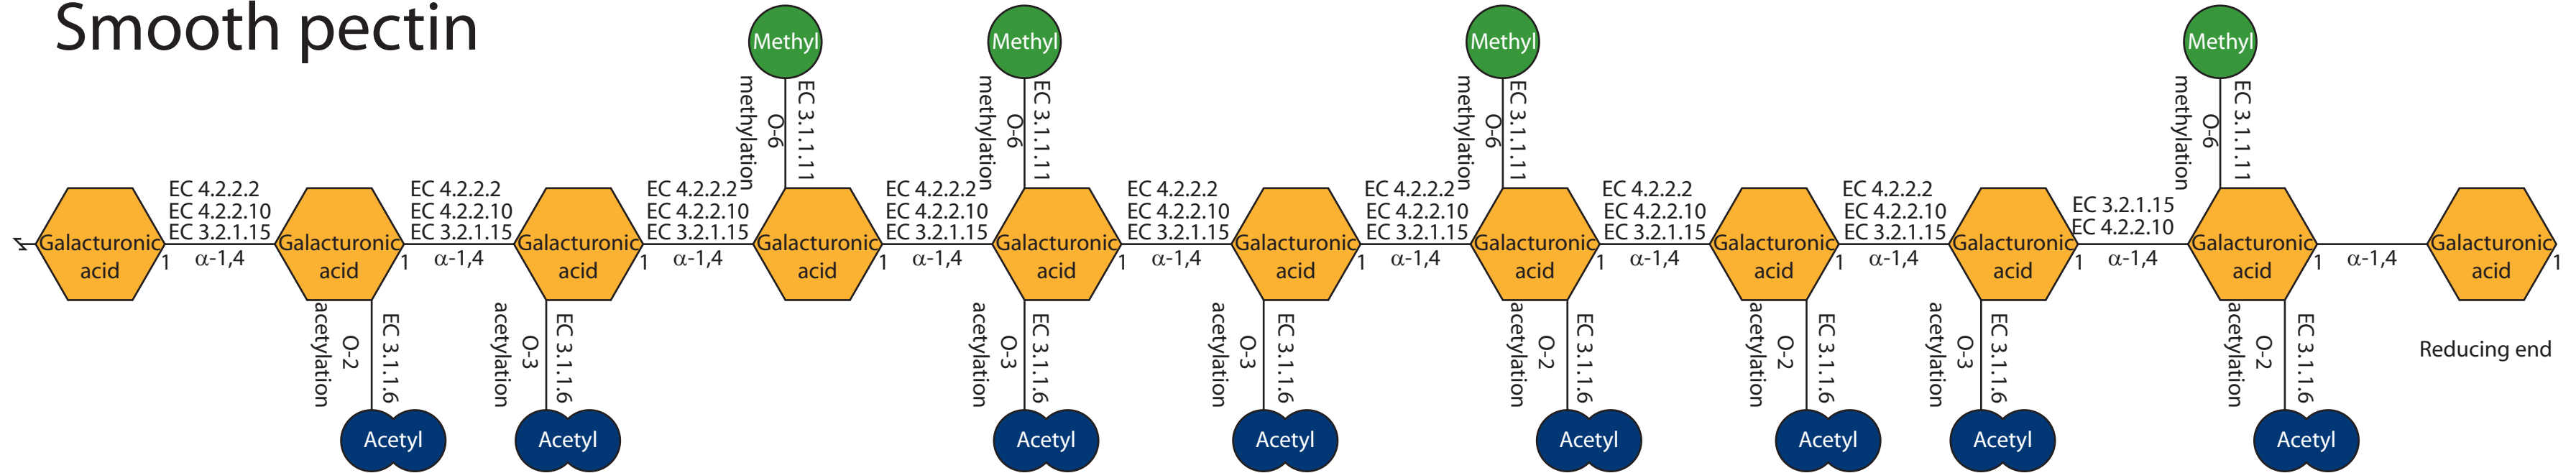 Smooth pectin
Methyl
Methyl
Methyl
Methyl
methylation
O-6
EC 3.1.1.11
methylation
O-6
EC 3.1.1.11
methylation
O-6
EC 3.1.1.11
methylation
O-6
EC 3.1.1.11
EC 4.2.2.2
EC 4.2.2.10
EC 3.2.1.15
α-1,4
EC 4.2.2.2
EC 4.2.2.10
EC 3.2.1.15
α-1,4
EC 4.2.2.2
EC 4.2.2.10
EC 3.2.1.15
α-1,4
EC 4.2.2.2
EC 4.2.2.10
EC 3.2.1.15
α-1,4
EC 4.2.2.2
EC 4.2.2.10
EC 3.2.1.15
α-1,4
EC 4.2.2.2
EC 4.2.2.10
EC 3.2.1.15
α-1,4
EC 4.2.2.2
EC 4.2.2.10
EC 3.2.1.15
α-1,4
EC 4.2.2.2
EC 4.2.2.10
EC 3.2.1.15
α-1,4
EC 3.2.1.15
EC 4.2.2.10
α-1,4
α-1,4
Galacturonic
acid
1
Galacturonic
acid
1
Galacturonic
acid
1
Galacturonic
acid
1
Galacturonic
acid
1
Galacturonic
acid
1
Galacturonic
acid
1
Galacturonic
acid
1
Galacturonic
acid
1
Galacturonic
acid
1
Galacturonic
acid
1
acetylation
O-2
EC 3.1.1.6
acetylation
O-3
EC 3.1.1.6
acetylation
O-3
EC 3.1.1.6
acetylation
O-3
EC 3.1.1.6
acetylation
O-2
EC 3.1.1.6
acetylation
O-2
EC 3.1.1.6
acetylation
O-3
EC 3.1.1.6
acetylation
O-2
EC 3.1.1.6
Reducing end
Acetyl
Acetyl
Acetyl
Acetyl
Acetyl
Acetyl
Acetyl
Acetyl